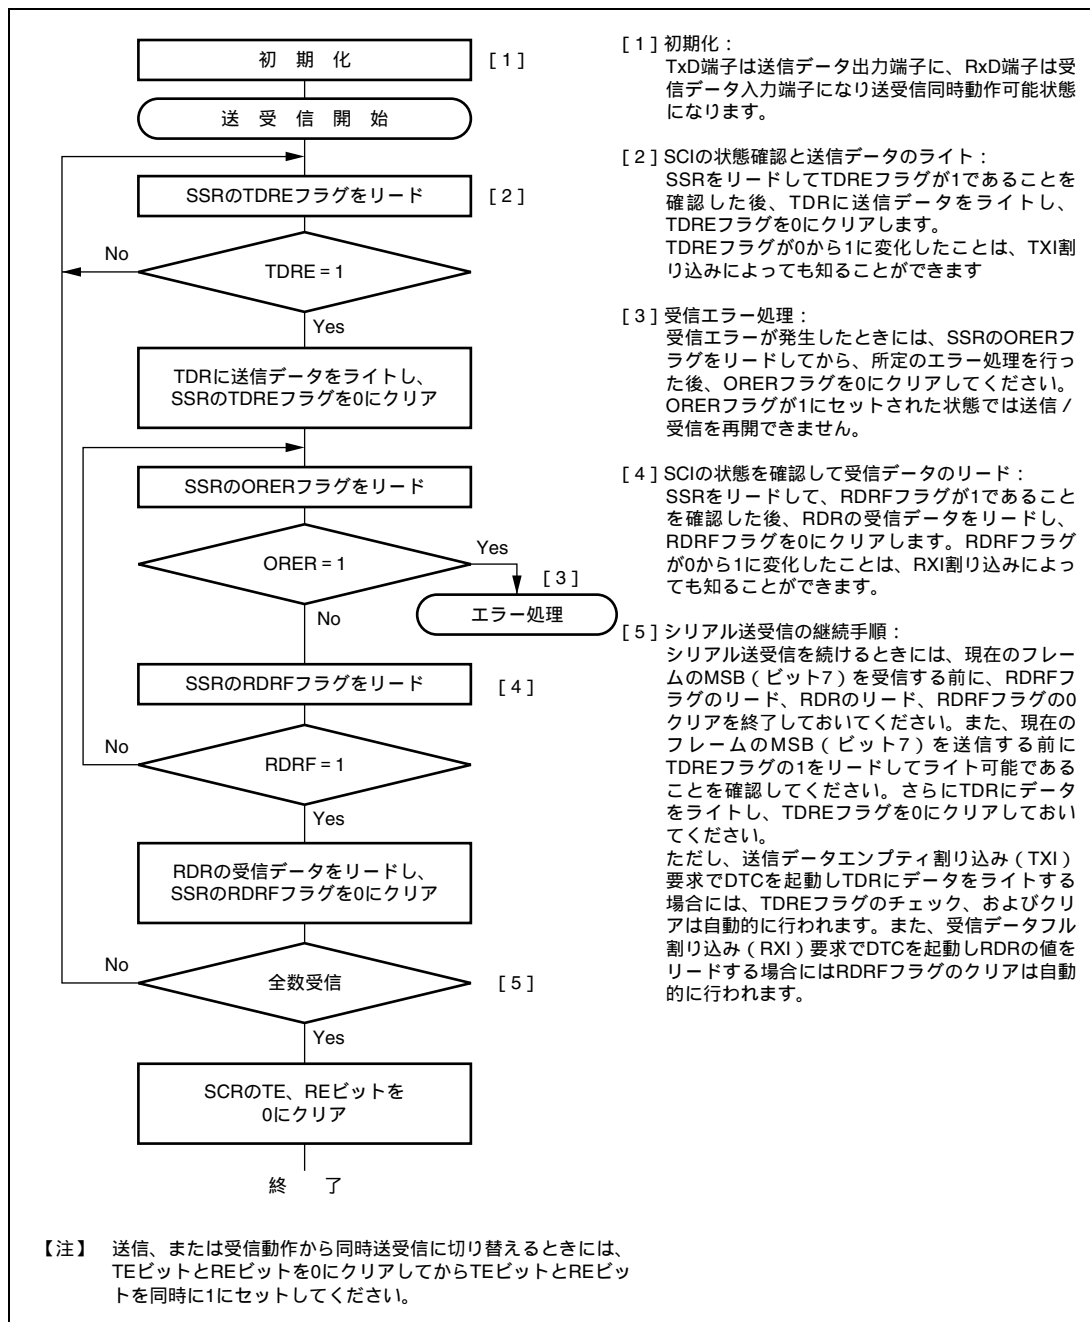 初　期　化
[ 1 ]
送　受　信　開　始
SSRのTDREフラグをリード
[ 2 ]
No
TDRE = 1
Yes
TDRに送信データをライトし、
SSRのTDREフラグを0にクリア
SSRのORERフラグをリード
ORER = 1
Yes
[ 3 ]
エラー処理
No
SSRのRDRFフラグをリード
[ 4 ]
No
RDRF = 1
Yes
RDRの受信データをリードし、
SSRのRDRFフラグを0にクリア
No
全数受信
[ 5 ]
Yes
SCRのTE、REビットを
0にクリア
終　了
[ 1 ] 初期化：
TxD端子は送信データ出力端子に、RxD端子は受
信データ入力端子になり送受信同時動作可能状態
になります。
[ 2 ] SCIの状態確認と送信データのライト：
SSRをリードしてTDREフラグが1であることを
確認した後、TDRに送信データをライトし、
TDREフラグを0にクリアします。
TDREフラグが0から1に変化したことは、TXI割
り込みによっても知ることができます
[ 3 ] 受信エラー処理：
受信エラーが発生したときには、SSRのORERフ
ラグをリードしてから、所定のエラー処理を行っ
た後、ORERフラグを0にクリアしてください。
ORERフラグが1にセットされた状態では送信／
受信を再開できません。
[ 4 ] SCIの状態を確認して受信データのリード：
SSRをリードして、RDRFフラグが1であること
を確認した後、RDRの受信データをリードし、
RDRFフラグを0にクリアします。RDRFフラグ
が0から1に変化したことは、RXI割り込みによっ
ても知ることができます。
[ 5 ] シリアル送受信の継続手順：
シリアル送受信を続けるときには、現在のフレー
ムのMSB（ビット7）を受信する前に、RDRFフ
ラグのリード、RDRのリード、RDRFフラグの0
クリアを終了しておいてください。また、現在の
フレームのMSB（ビット7）を送信する前に
TDREフラグの1をリードしてライト可能である
ことを確認してください。さらにTDRにデータ
をライトし、TDREフラグを0にクリアしておい
てください。
ただし、送信データエンプティ割り込み（TXI）
要求でDTCを起動しTDRにデータをライトする
場合には、TDREフラグのチェック、およびクリ
アは自動的に行われます。また、受信データフル
割り込み（RXI）要求でDTCを起動しRDRの値を
リードする場合にはRDRFフラグのクリアは自動
的に行われます。
【注】　送信、または受信動作から同時送受信に切り替えるときには、
TEビットとREビットを0にクリアしてからTEビットとREビッ
トを同時に1にセットしてください。